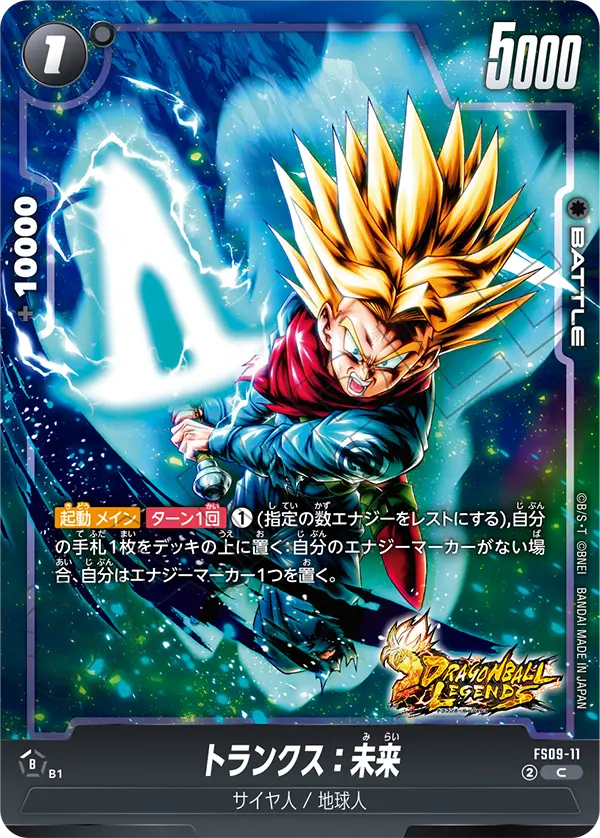 1
5000
+10000
BATTLE
起動メイン ターン1回 ①(指定の数エナジーをレストにする),自分
の手札1枚をデッキの上に置く:自分のエナジーマーカーがない場
合、自分はエナジーマーカー1つを置く。
©B/S・T ©BNEI BANDAI MADE IN JAPAN
DRAGONBALL
LEGENDS
トランクス:未来
FS09-11
B B1
② C
サイヤ人 / 地球人